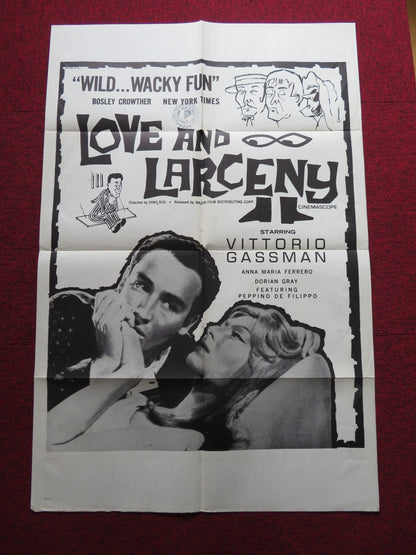 "WILD...WACKY FUN"
BOSLEY CROWTHER NEW YORK TIMES
LOVE AND
LARCENY
CINEMASCOPE
Directed by DINO RISI • Released by MAJOR FILM DISTRIBUTING CORP.
STARRING
VITTORIO
GASSMAN
ANNA MARIA FERRERO
DORIAN GRAY
FEATURING
PEPPINO DE FILIPPO